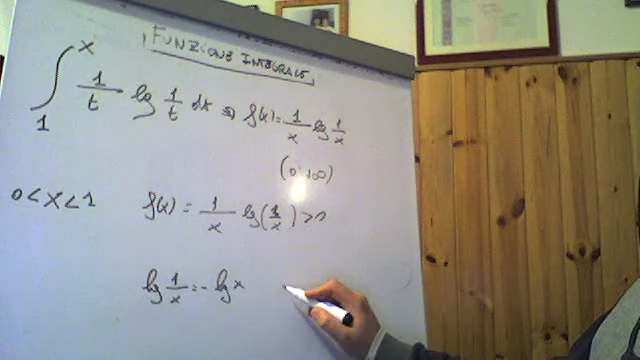 FUNZIONE INTEGRALE
∫₁ˣ 1/t lg 1/t dt ⇒ f(x) = 1/x lg 1/x
(0, +∞)
0 < x < 1 f(x) = 1/x lg(1/x) > 0
lg 1/x = - lg x